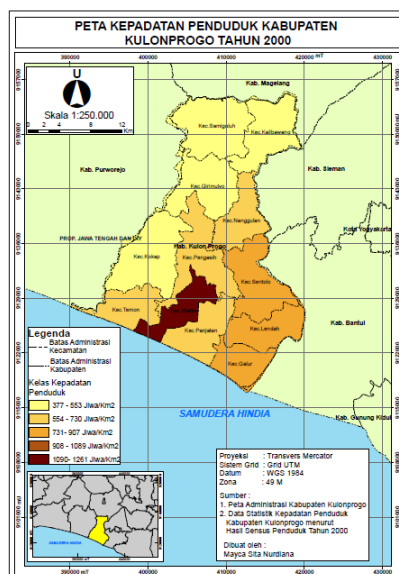 PETA KEPADATAN PENDUDUK KABUPATEN
KULONPROGO TAHUN 2000
390000
400000
410000
420000 mT
430000
U
Skala 1:250.000
0 2 4 8 12
Km
Kab. Magelang
Kec.Samigaluh
Kec.Kalibawang
Kab. Purworejo
Kab. Sleman
Kec.Girimulyo
Kec.Nanggulan
Kota Yogyakarta
PROP. JAWA TENGAH DAN DIY
Kab. Kulon Progo
Kec.Pengasih
Kec.Kokap
Kec.Sentolo
Kec.Temon
Kab. Bantul
Kec.Panjatan
Kec.Lendah
Kec.Galur
SAMUDERA HINDIA
Kab. Gunung Kidul
Legenda
Batas Administrasi
Kecamatan
Batas Administrasi
Kabupaten
Kelas Kepadatan
Penduduk
377 - 553 Jiwa/Km2
554 - 730 Jiwa/Km2
731- 907 Jiwa/Km2
908 - 1089 Jiwa/Km2
1090- 1261 Jiwa/Km2
SAMUDERA HINDIA
Proyeksi : Transvers Mercator
Sistem Grid : Grid UTM
Datum : WGS 1984
Zona : 49 M
Sumber :
1. Peta Administrasi Kabupaten Kulonprogo
2. Data Statistk Kepadatan Penduduk
Kabupaten Kulonprogo menurut
Hasil Sensus Penduduk Tahun 2000
Dibuat oleh :
Mayca Sita Nurdiana
390000
400000
410000
420000
430000